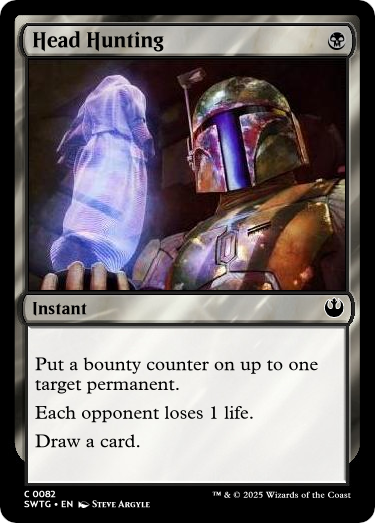 Head Hunting
Instant
Put a bounty counter on up to one
target permanent.
Each opponent loses 1 life.
Draw a card.
C 0082
SWTG • EN Steve Argyle
™ & © 2025 Wizards of the Coast